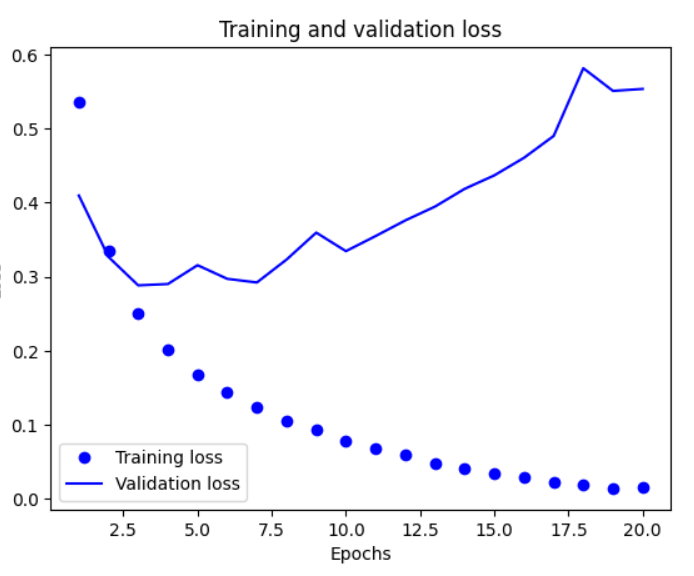 Training and validation loss
0.6
0.5
0.4
0.3
0.2
0.1
0.0
Training loss
Validation loss
2.5 5.0 7.5 10.0 12.5 15.0 17.5 20.0
Epochs